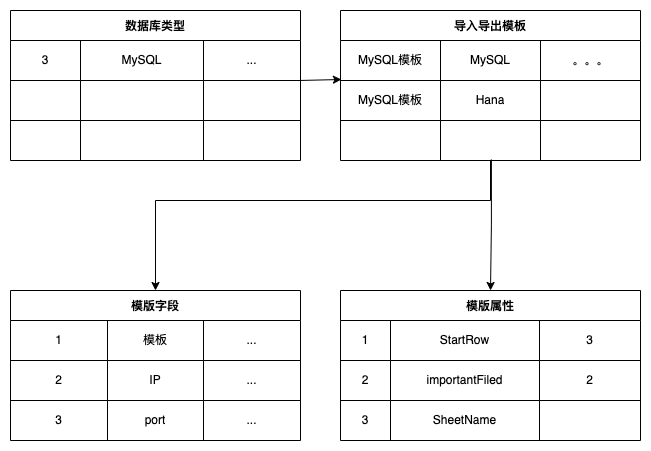 数据库类型
3 MySQL ...
导入导出模板
MySQL模板 MySQL 。。。
MySQL模板 Hana
模版字段
1 模板 ...
2 IP ...
3 port ...
模版属性
1 StartRow 3
2 importantFiled 2
3 SheetName